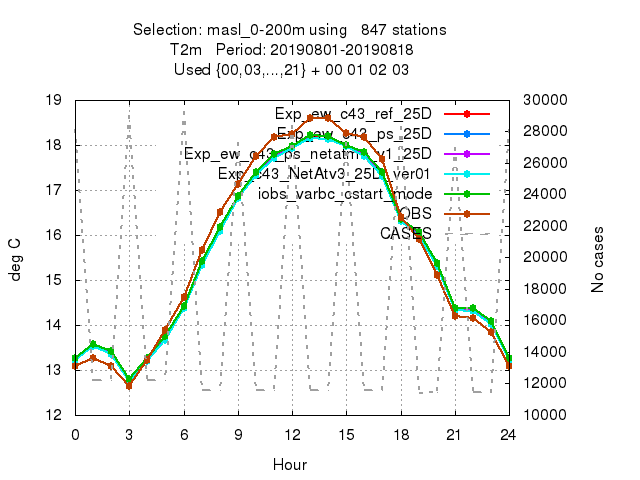 Selection: masl_0-200m using   847 stations
T2m   Period: 20190801-20190818
Used {00,03,...,21} + 00 01 02 03
19 30000
Exp_ew_c43_ref_25D
18 28000
Exp_ew_c43_ps_25D
26000
17 24000
iobs_varbc_cstart_mode
OBS
22000
CASES
16
20000
15 18000
16000
14
14000
13
12000
12 10000
0 3 6 9 12 15 18 21 24
Hour
deg C
No cases